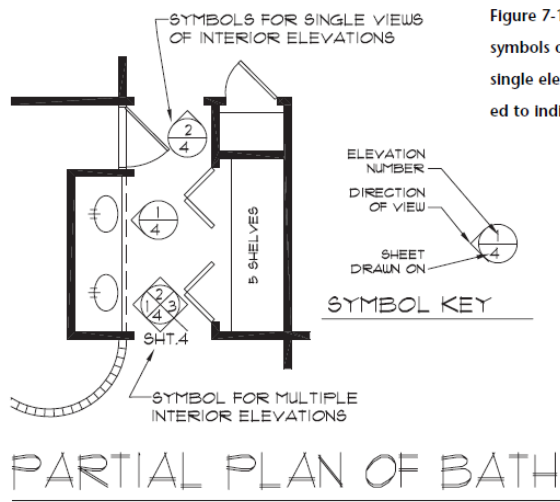 SYMBOLS FOR SINGLE VIEWS
OF INTERIOR ELEVATIONS
Figure 7-1
symbols o
single ele
ed to indi
2
4
ELEVATION
NUMBER
DIRECTION
OF VIEW
1
4
SHEET
DRAWN ON
SYMBOL KEY
1
4
5 SHELVES
2
1
3
4
SHT.4
SYMBOL FOR MULTIPLE
INTERIOR ELEVATIONS
PARTIAL PLAN OF BATH